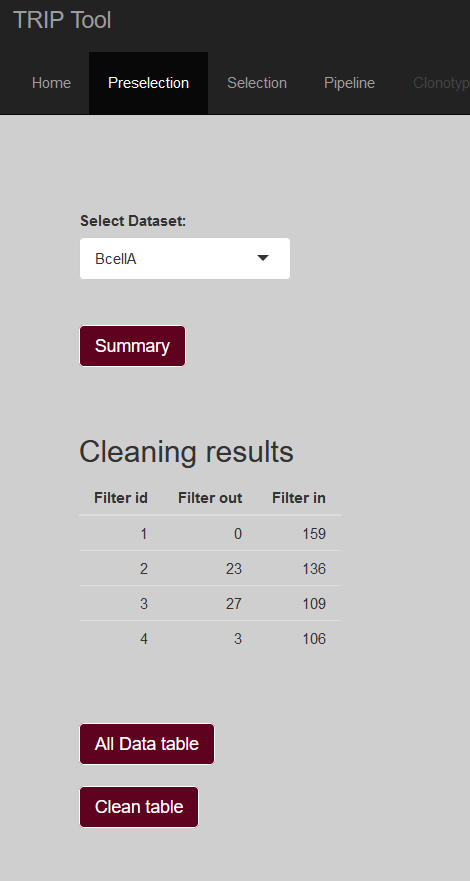 TRIP Tool
Home Preselection Selection Pipeline Clonotyp
Select Dataset:
BcellA
Summary
Cleaning results
Filter id Filter out Filter in
1 0 159
2 23 136
3 27 109
4 3 106
All Data table
Clean table